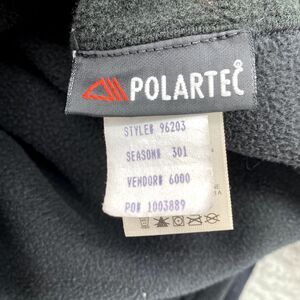 POLARTEC
STYLE# 96203
SEASON# 301
VENDOR# 6000
PO# 1003889